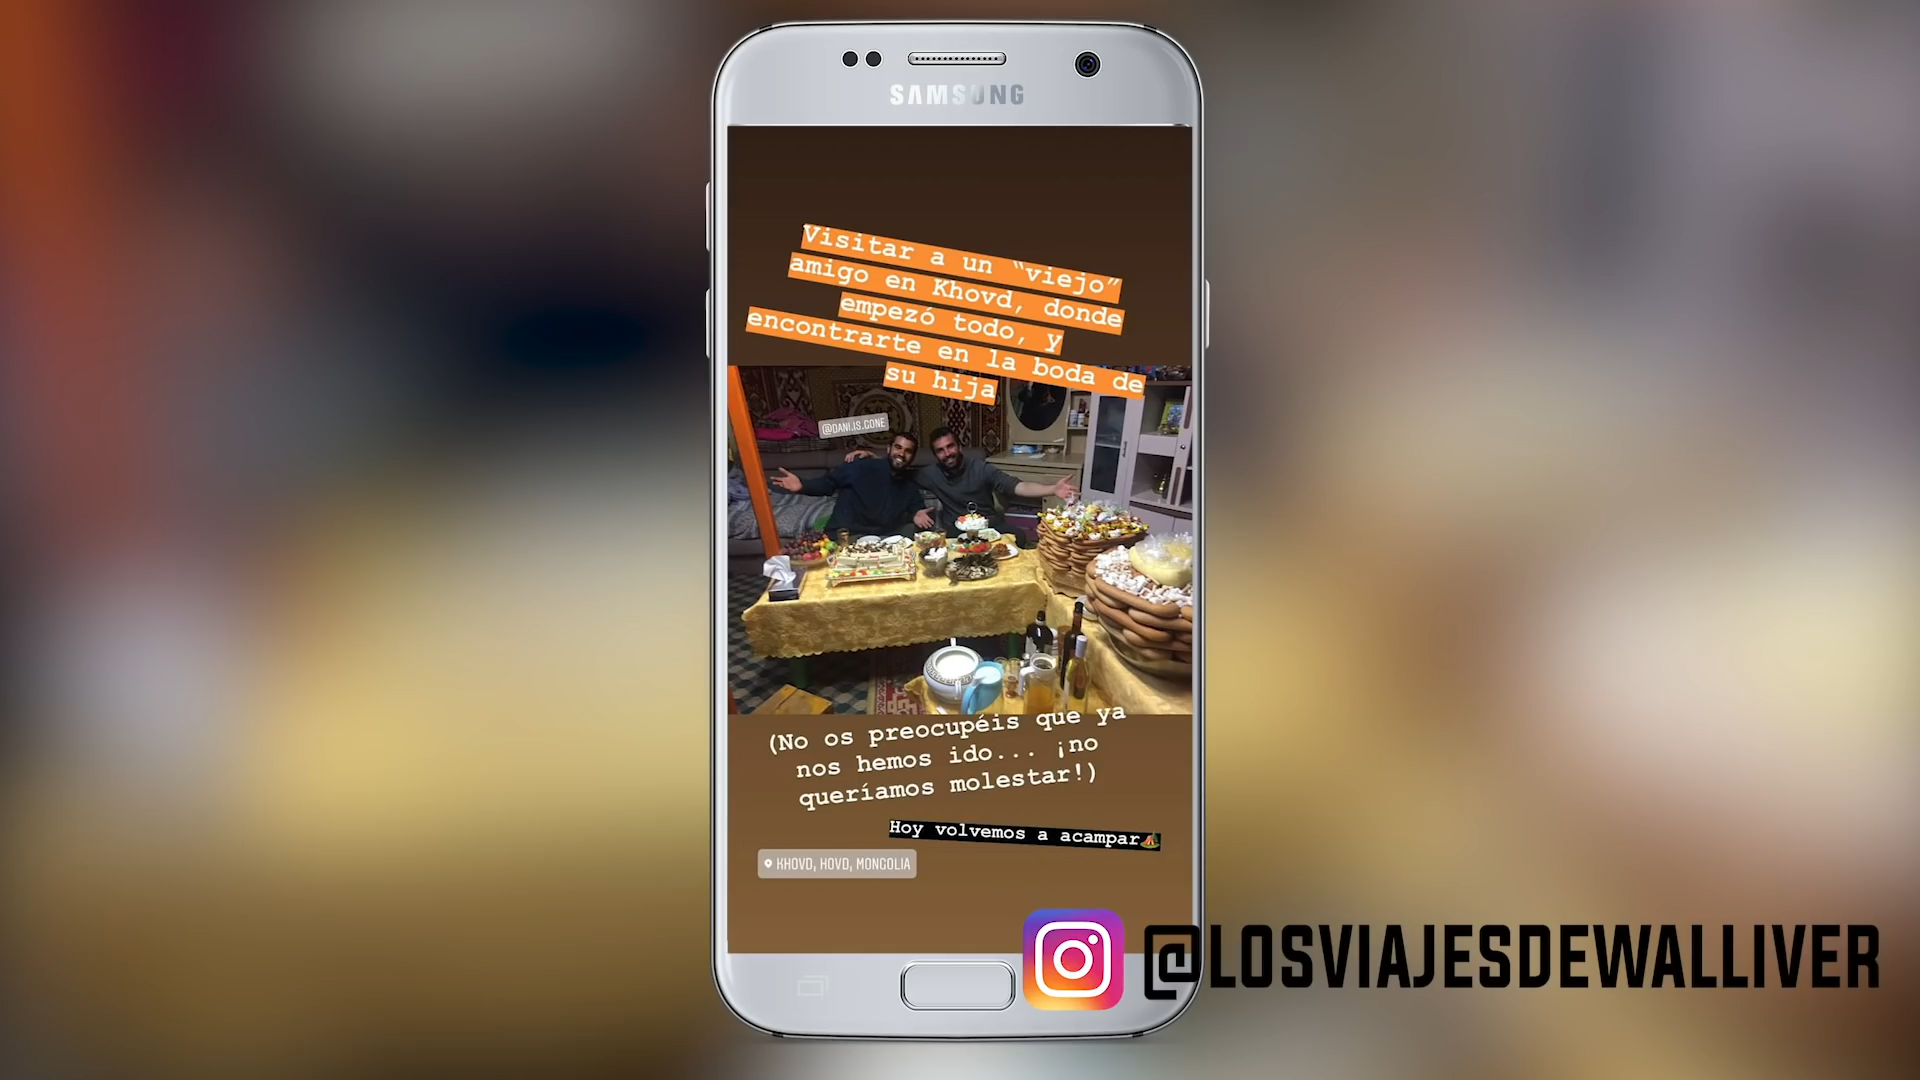 SAMSUNG
Visitar a un “viejo”
amigo en Khovd, donde
empezó todo, y
encontrarte en la boda de
su hija
@DANI.IS.GONE
(No os preocupéis que ya
nos hemos ido... ¡no
queríamos molestar!)
Hoy volvemos a acampar
KHOVD, HOVD, MONGOLIA
@LOSVIAJESDEWALLIVER